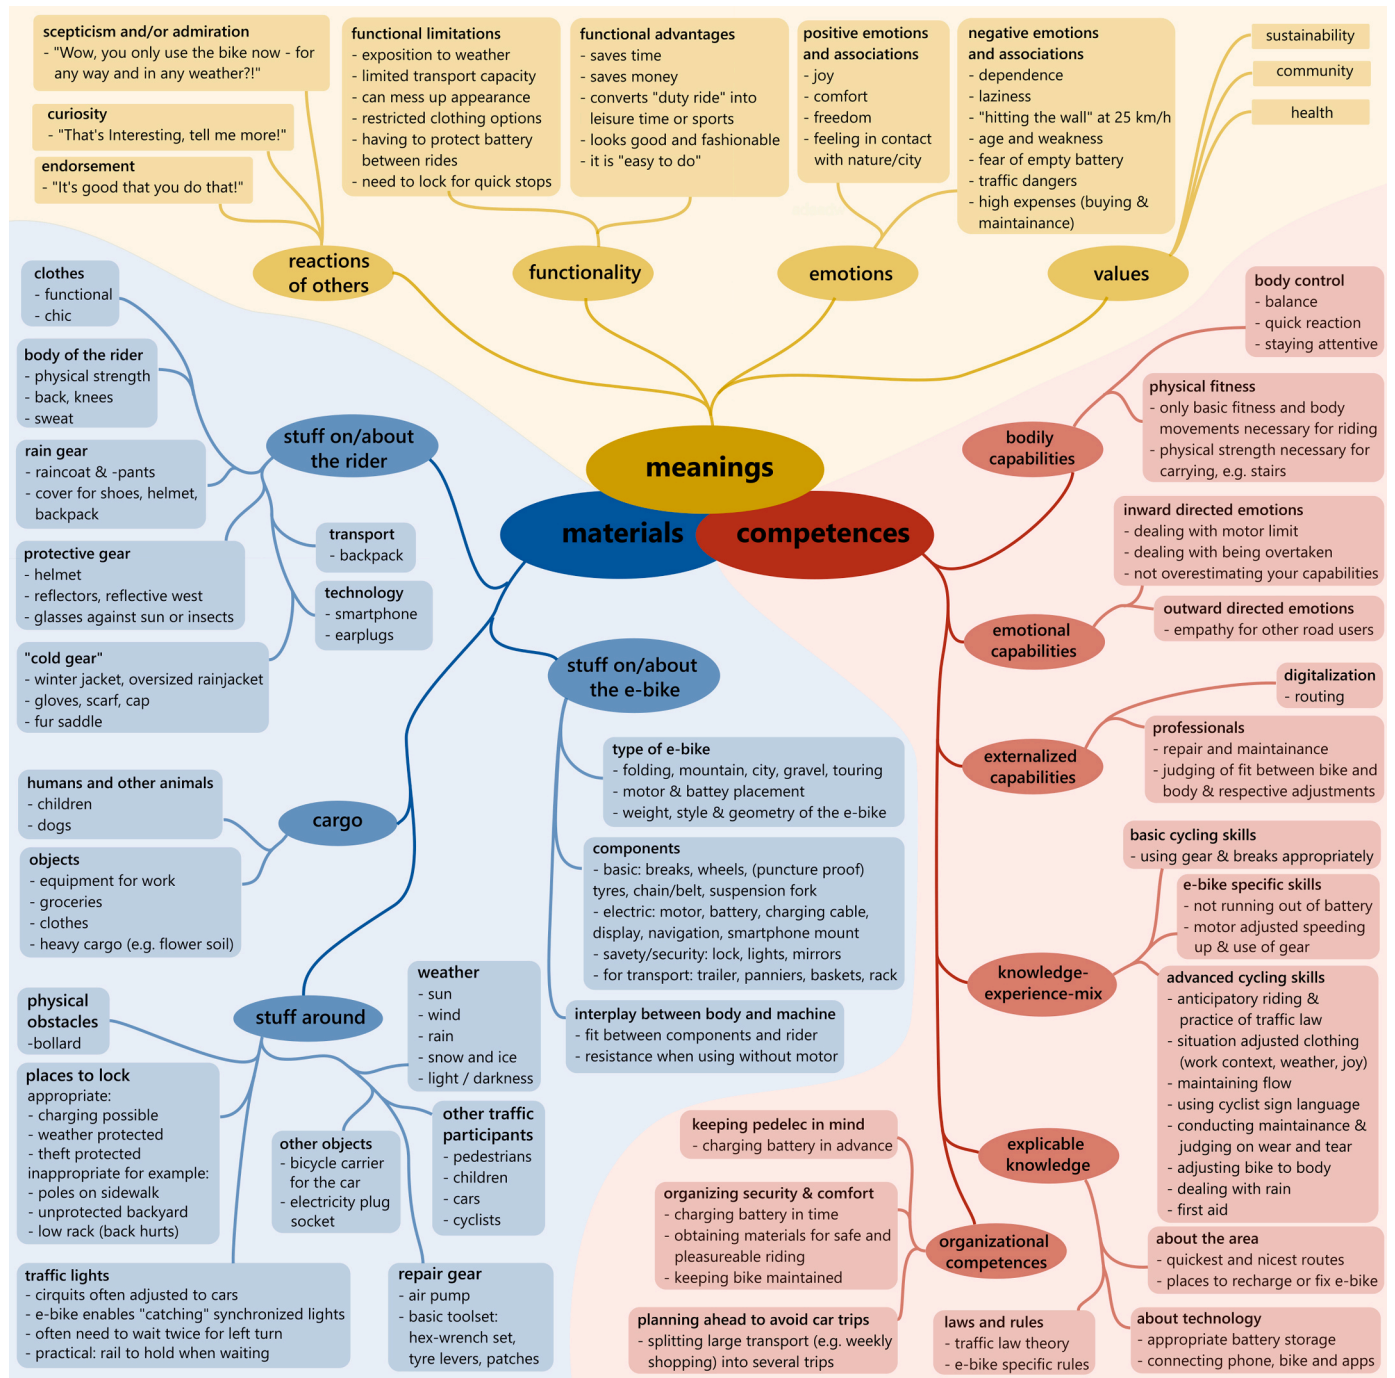 scepticism and/or admiration
- "Wow, you only use the bike now - for
any way and in any weather?!"
curiosity
- "That's Interesting, tell me more!"
endorsement
- "It's good that you do that!"
functional limitations
- exposition to weather
- limited transport capacity
- can mess up appearance
- restricted clothing options
- having to protect battery
between rides
- need to lock for quick stops
functional advantages
- saves time
- saves money
- converts "duty ride" into
leisure time or sports
- looks good and fashionable
- it is "easy to do"
positive emotions
and associations
- joy
- comfort
- freedom
- feeling in contact
with nature/city
negative emotions
and associations
- dependence
- laziness
- "hitting the wall" at 25 km/h
- age and weakness
- fear of empty battery
- traffic dangers
- high expenses (buying &
maintainance)
sustainability
community
health
reactions
of others
functionality
emotions
values
meanings
materials
competences
clothes
- functional
- chic
body of the rider
- physical strength
- back, knees
- sweat
rain gear
- raincoat & -pants
- cover for shoes, helmet,
backpack
protective gear
- helmet
- reflectors, reflective west
- glasses against sun or insects
"cold gear"
- winter jacket, oversized rainjacket
- gloves, scarf, cap
- fur saddle
stuff on/about
the rider
transport
- backpack
technology
- smartphone
- earplugs
stuff on/about
the e-bike
type of e-bike
- folding, mountain, city, gravel, touring
- motor & battey placement
- weight, style & geometry of the e-bike
components
- basic: breaks, wheels, (puncture proof)
tyres, chain/belt, suspension fork
- electric: motor, battery, charging cable,
display, navigation, smartphone mount
- savety/security: lock, lights, mirrors
- for transport: trailer, panniers, baskets, rack
interplay between body and machine
- fit between components and rider
- resistance when using without motor
humans and other animals
- children
- dogs
cargo
objects
- equipment for work
- groceries
- clothes
- heavy cargo (e.g. flower soil)
physical
obstacles
-bollard
stuff around
weather
- sun
- wind
- rain
- snow and ice
- light / darkness
places to lock
appropriate:
- charging possible
- weather protected
- theft protected
inappropriate for example:
- poles on sidewalk
- unprotected backyard
- low rack (back hurts)
other objects
- bicycle carrier
for the car
- electricity plug
socket
other traffic
participants
- pedestrians
- children
- cars
- cyclists
traffic lights
- cirquits often adjusted to cars
- e-bike enables "catching" synchronized lights
- often need to wait twice for left turn
- practical: rail to hold when waiting
repair gear
- air pump
- basic toolset:
hex-wrench set,
tyre levers, patches
body control
- balance
- quick reaction
- staying attentive
bodily
capabilities
physical fitness
- only basic fitness and body
movements necessary for riding
- physical strength necessary for
carrying, e.g. stairs
inward directed emotions
- dealing with motor limit
- dealing with being overtaken
- not overestimating your capabilities
emotional
capabilities
outward directed emotions
- empathy for other road users
digitalization
- routing
externalized
capabilities
professionals
- repair and maintainance
- judging of fit between bike and
body & respective adjustments
basic cycling skills
- using gear & breaks appropriately
e-bike specific skills
- not running out of battery
- motor adjusted speeding
up & use of gear
knowledge-
experience-mix
advanced cycling skills
- anticipatory riding &
practice of traffic law
- situation adjusted clothing
(work context, weather, joy)
- maintaining flow
- using cyclist sign language
- conducting maintainance &
judging on wear and tear
- adjusting bike to body
- dealing with rain
- first aid
explicable
knowledge
about the area
- quickest and nicest routes
- places to recharge or fix e-bike
about technology
- appropriate battery storage
- connecting phone, bike and apps
laws and rules
- traffic law theory
- e-bike specific rules
organizational
competences
keeping pedelec in mind
- charging battery in advance
organizing security & comfort
- charging battery in time
- obtaining materials for safe and
pleasureable riding
- keeping bike maintained
planning ahead to avoid car trips
- splitting large transport (e.g. weekly
shopping) into several trips